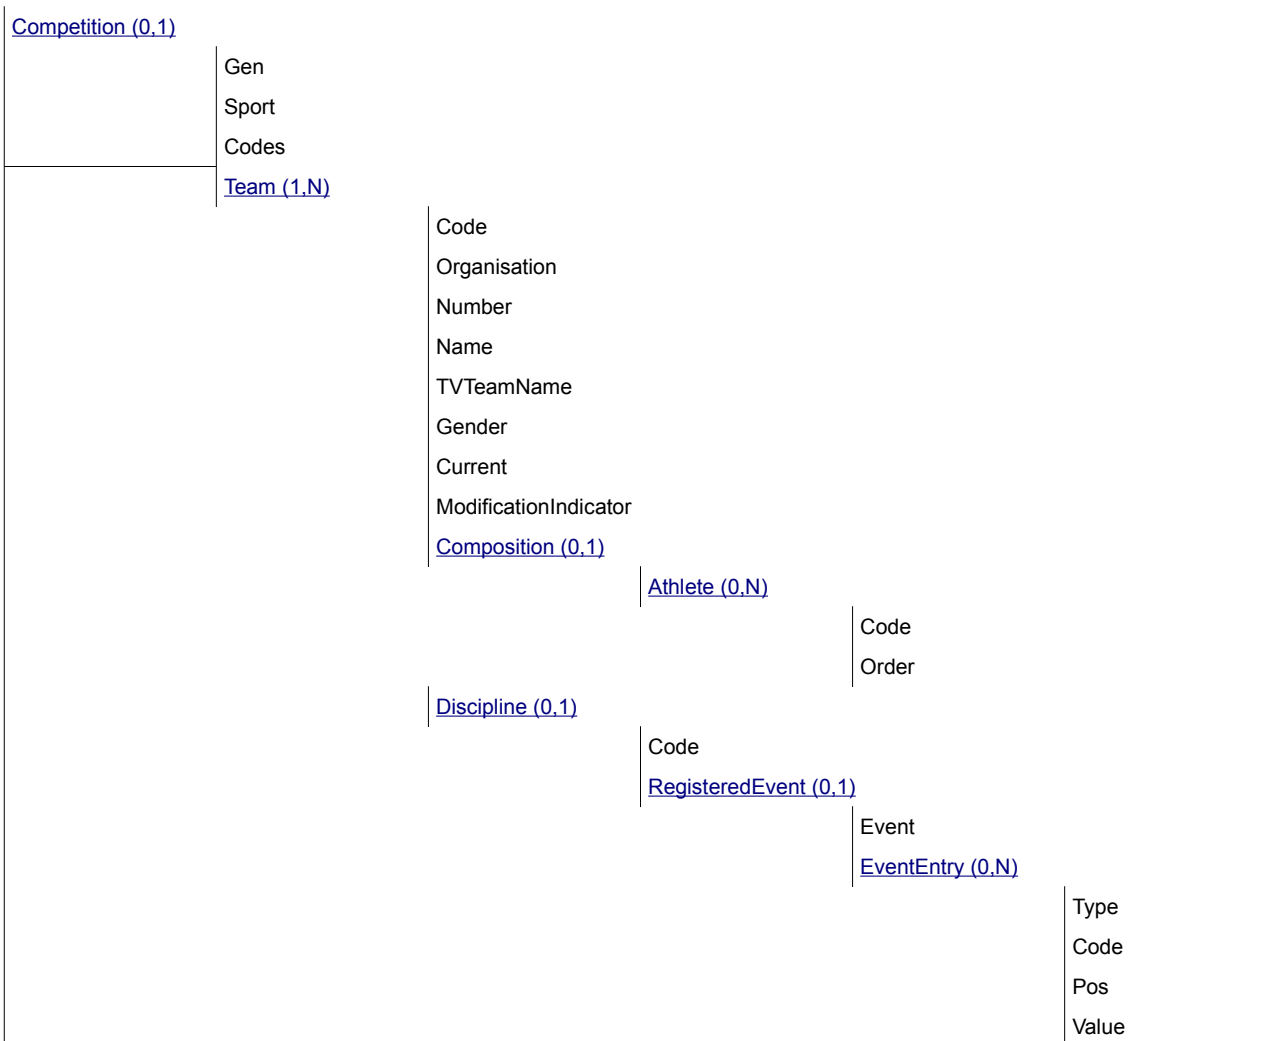 Competition (0,1)
Gen
Sport
Codes
Team (1,N)
Code
Organisation
Number
Name
TVTeamName
Gender
Current
ModificationIndicator
Composition (0,1)
Athlete (0,N)
Code
Order
Discipline (0,1)
Code
RegisteredEvent (0,1)
Event
EventEntry (0,N)
Type
Code
Pos
Value